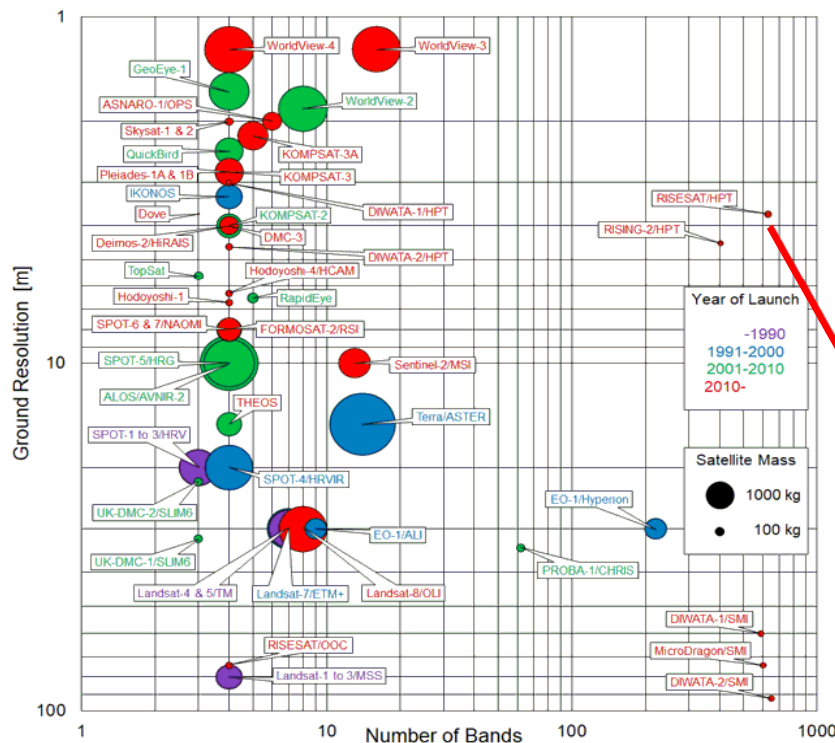 1
WorldView-4
WorldView-3
GeoEye-1
ASNARO-1/OPS
WorldView-2
Skysat-1 & 2
QuickBird
KOMPSAT-3A
Pleiades-1A & 1B
KOMPSAT-3
IKONOS
RISESAT/HPT
Dove
KOMPSAT-2
DIWATA-1/HPT
RISING-2/HPT
Deimos-2/HiRAIS
DMC-3
DIWATA-2/HPT
TopSat
Hodoyoshi-4/HCAM
Hodoyoshi-1
RapidEye
Year of Launch
-1990
1991-2000
2001-2010
2010-
SPOT-6 & 7/NAOMI
FORMOSAT-2/RSI
Ground Resolution [m]
10
SPOT-5/HRG
Sentinel-2/MSI
ALOS/AVNIR-2
THEOS
Terra/ASTER
SPOT-1 to 3/HRV
Satellite Mass
1000 kg
100 kg
SPOT-4/HRVIR
EO-1/Hyperion
UK-DMC-2/SLIM6
EO-1/ALI
UK-DMC-1/SLIM6
PROBA-1/CHRIS
Landsat-4 & 5/TM
Landsat-7/ETM+
Landsat-8/OLI
DIWATA-1/SMI
RISESAT/OOC
MicroDragon/SMI
Landsat-1 to 3/MSS
DIWATA-2/SMI
100
1
10
100
1000
Number of Bands